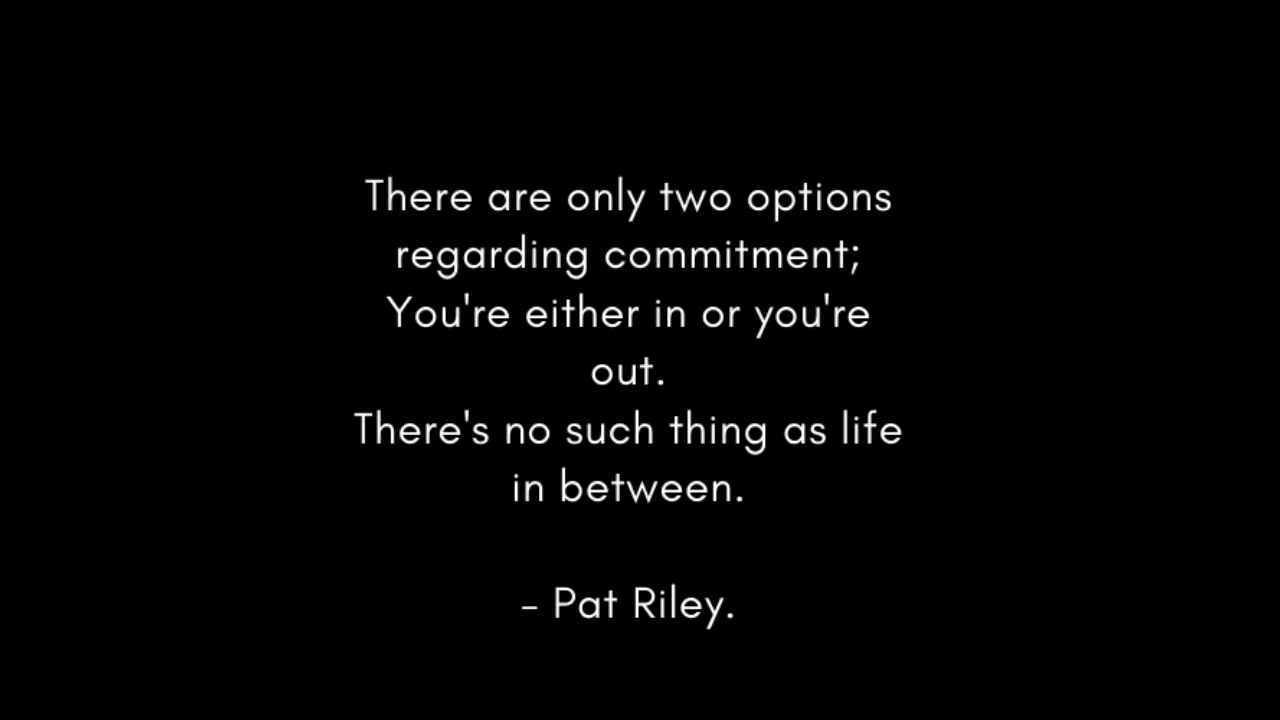 There are only two options
regarding commitment;
You're either in or you're
out.
There's no such thing as life
in between.
- Pat Riley.